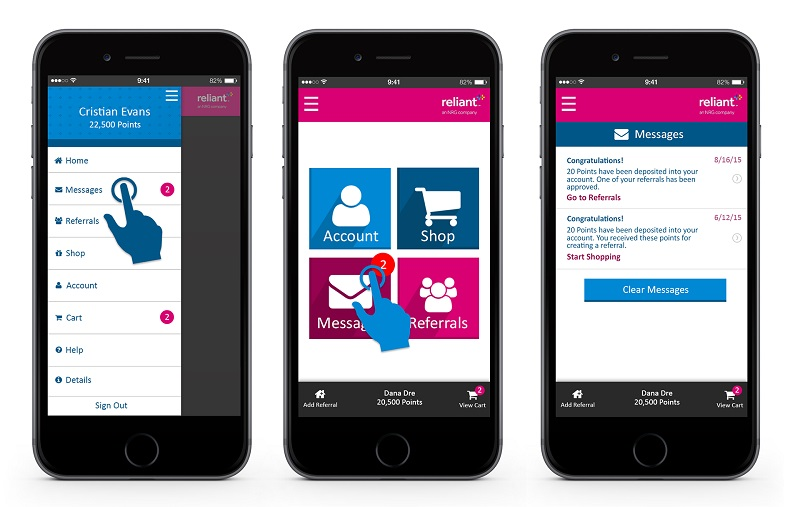 9:41
82%
Cristian Evans
22,500 Points
Home
Messages
2
Referrals
Shop
Account
Cart
2
Help
Details
Sign Out
reliant
an NRG company
9:41
82%
reliant
an NRG company
Account
Shop
2
Referrals
Add Referral
Dana Dre
20,500 Points
2
View Cart
9:41
82%
reliant
an NRG company
Messages
Congratulations!
8/16/15
20 Points have been deposited into your
account. One of your referrals has been
approved.
Go to Referrals
Congratulations!
6/12/15
20 Points have been deposited into your
account. You received these points for
creating a referral.
Start Shopping
Clear Messages
Add Referral
Dana Dre
20,500 Points
2
View Cart